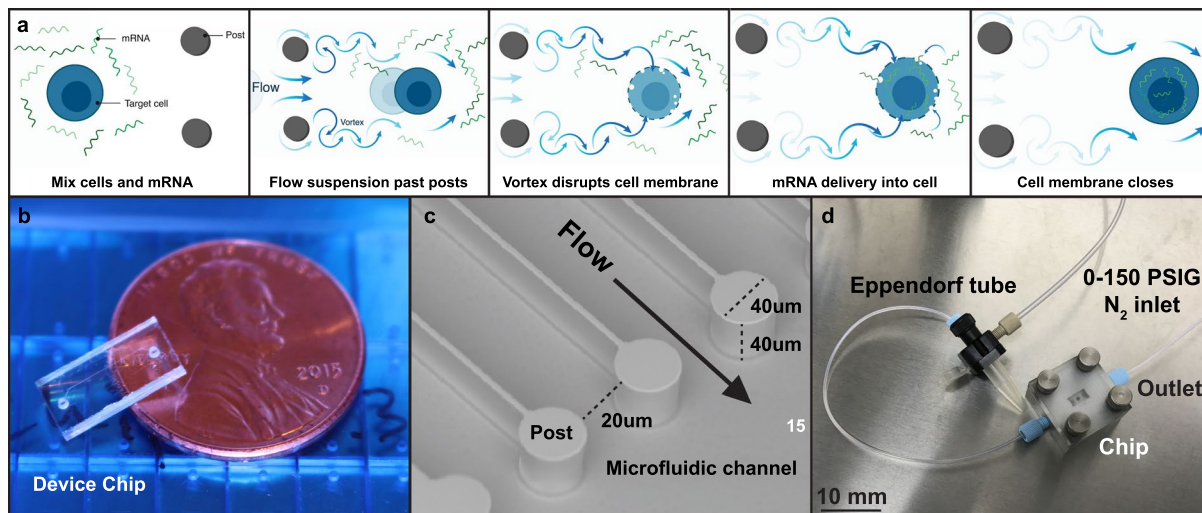 a
mRNA
Post
Target cell
Mix cells and mRNA
Flow
Vortex
Flow suspension past posts
Vortex disrupts cell membrane
mRNA delivery into cell
Cell membrane closes
b
2015
D
Device Chip
c
Flow
40um
40um
20um
Post
15
Microfluidic channel
d
Eppendorf tube
0-150 PSIG
N₂ inlet
Outlet
Chip
10 mm